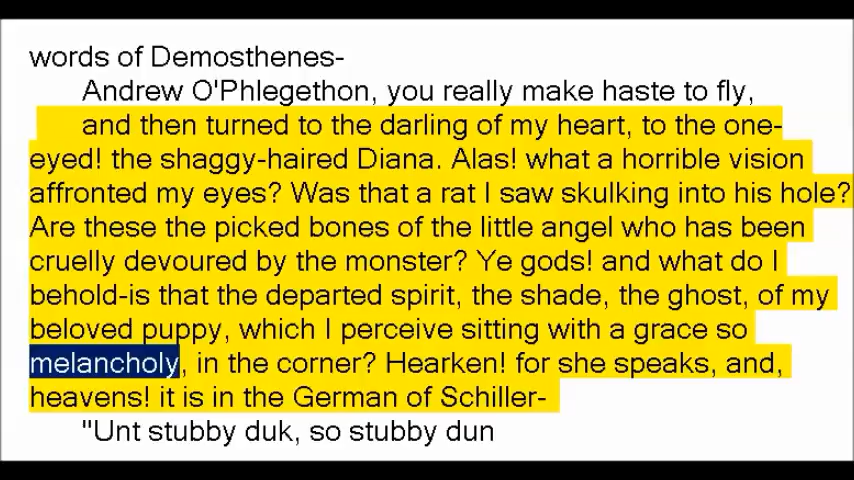 words of Demosthenes-
Andrew O'Phlegethon, you really make haste to fly,
and then turned to the darling of my heart, to the one-
eyed! the shaggy-haired Diana. Alas! what a horrible vision
affronted my eyes? Was that a rat I saw skulking into his hole?
Are these the picked bones of the little angel who has been
cruelly devoured by the monster? Ye gods! and what do I
behold-is that the departed spirit, the shade, the ghost, of my
beloved puppy, which I perceive sitting with a grace so
melancholy, in the corner? Hearken! for she speaks, and,
heavens! it is in the German of Schiller-
"Unt stubby duk, so stubby dun